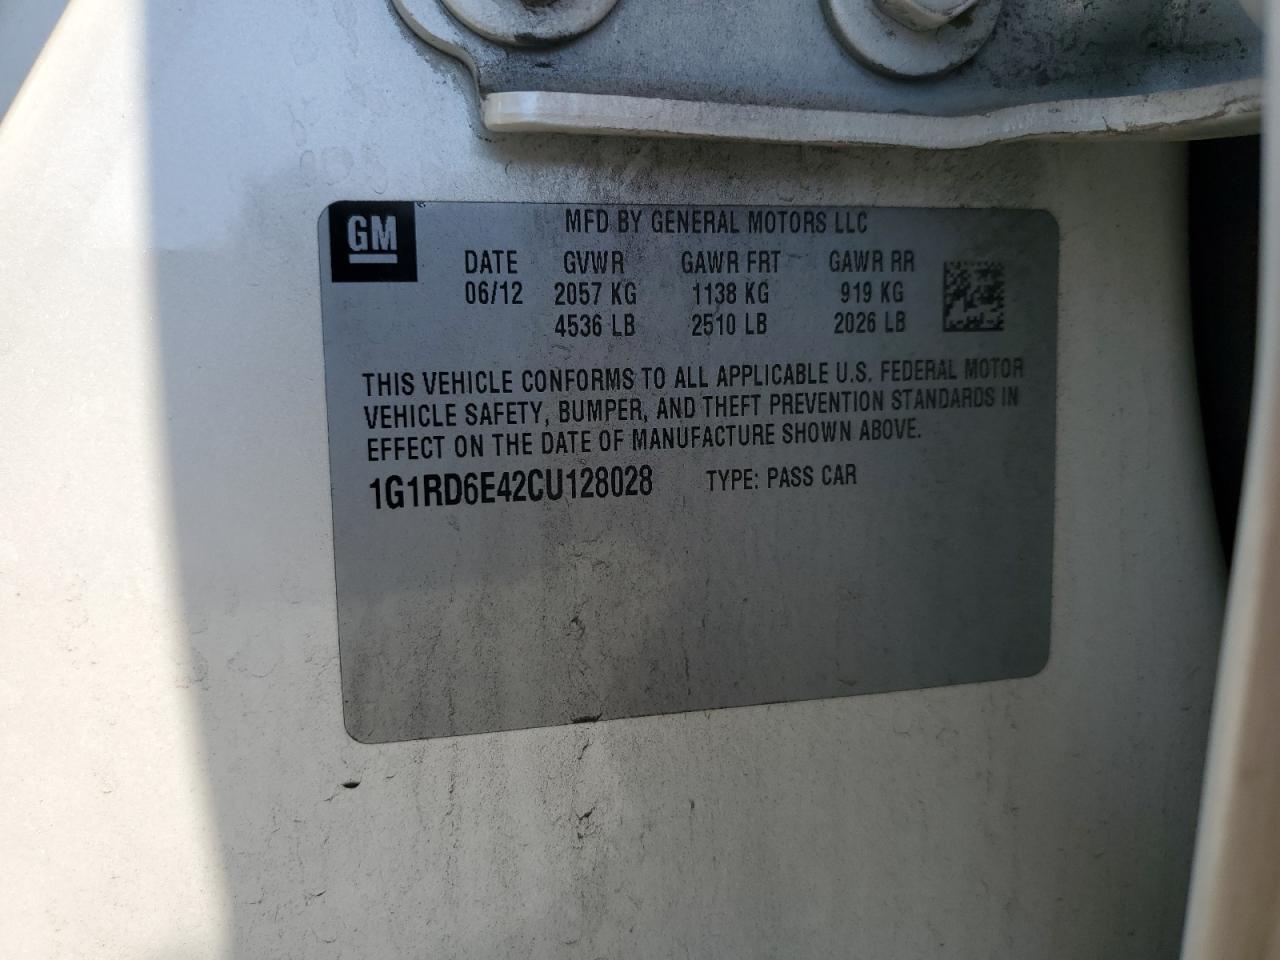 GM
MFD BY GENERAL MOTORS LLC
DATE GVWR GAWR FRT GAWR RR
06/12 2057 KG 1138 KG 919 KG
4536 LB 2510 LB 2026 LB
THIS VEHICLE CONFORMS TO ALL APPLICABLE U.S. FEDERAL MOTOR
VEHICLE SAFETY, BUMPER, AND THEFT PREVENTION STANDARDS IN
EFFECT ON THE DATE OF MANUFACTURE SHOWN ABOVE.
1G1RD6E42CU128028 TYPE: PASS CAR